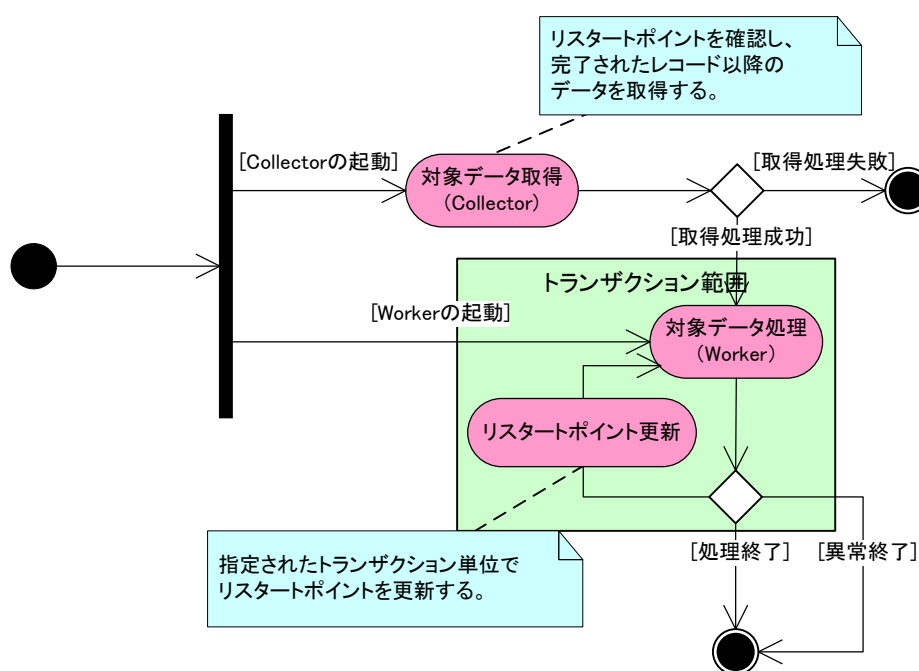 リスタートポイントを確認し、
完了されたレコード以降の
データを取得する。
[Collectorの起動]
[取得処理失敗]
対象データ取得
(Collector)
[取得処理成功]
トランザクション範囲
[Workerの起動]
対象データ処理
(Worker)
リスタートポイント更新
指定されたトランザクション単位で
リスタートポイントを更新する。
[処理終了]
[異常終了]